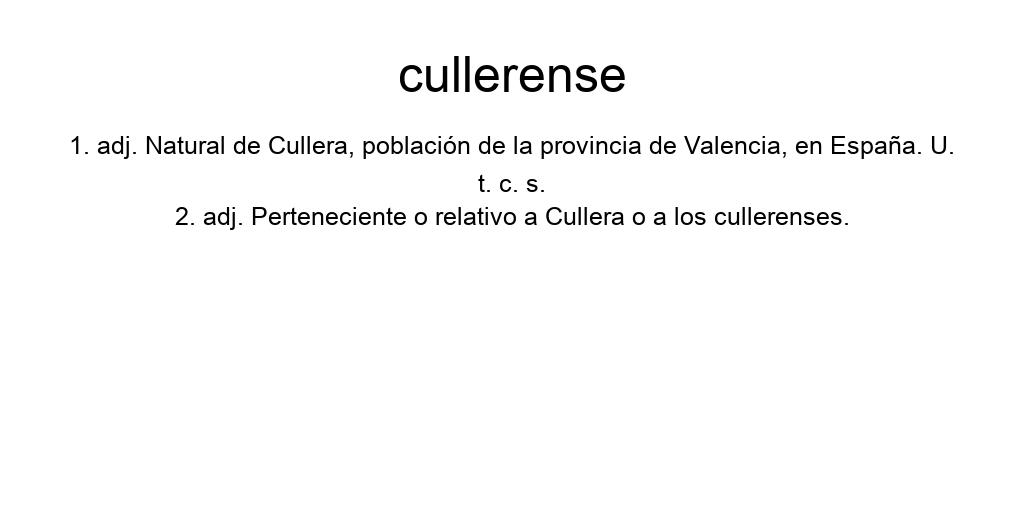 cullerense
1. adj. Natural de Cullera, población de la provincia de Valencia, en España. U.
t. c. s.
2. adj. Perteneciente o relativo a Cullera o a los cullerenses.